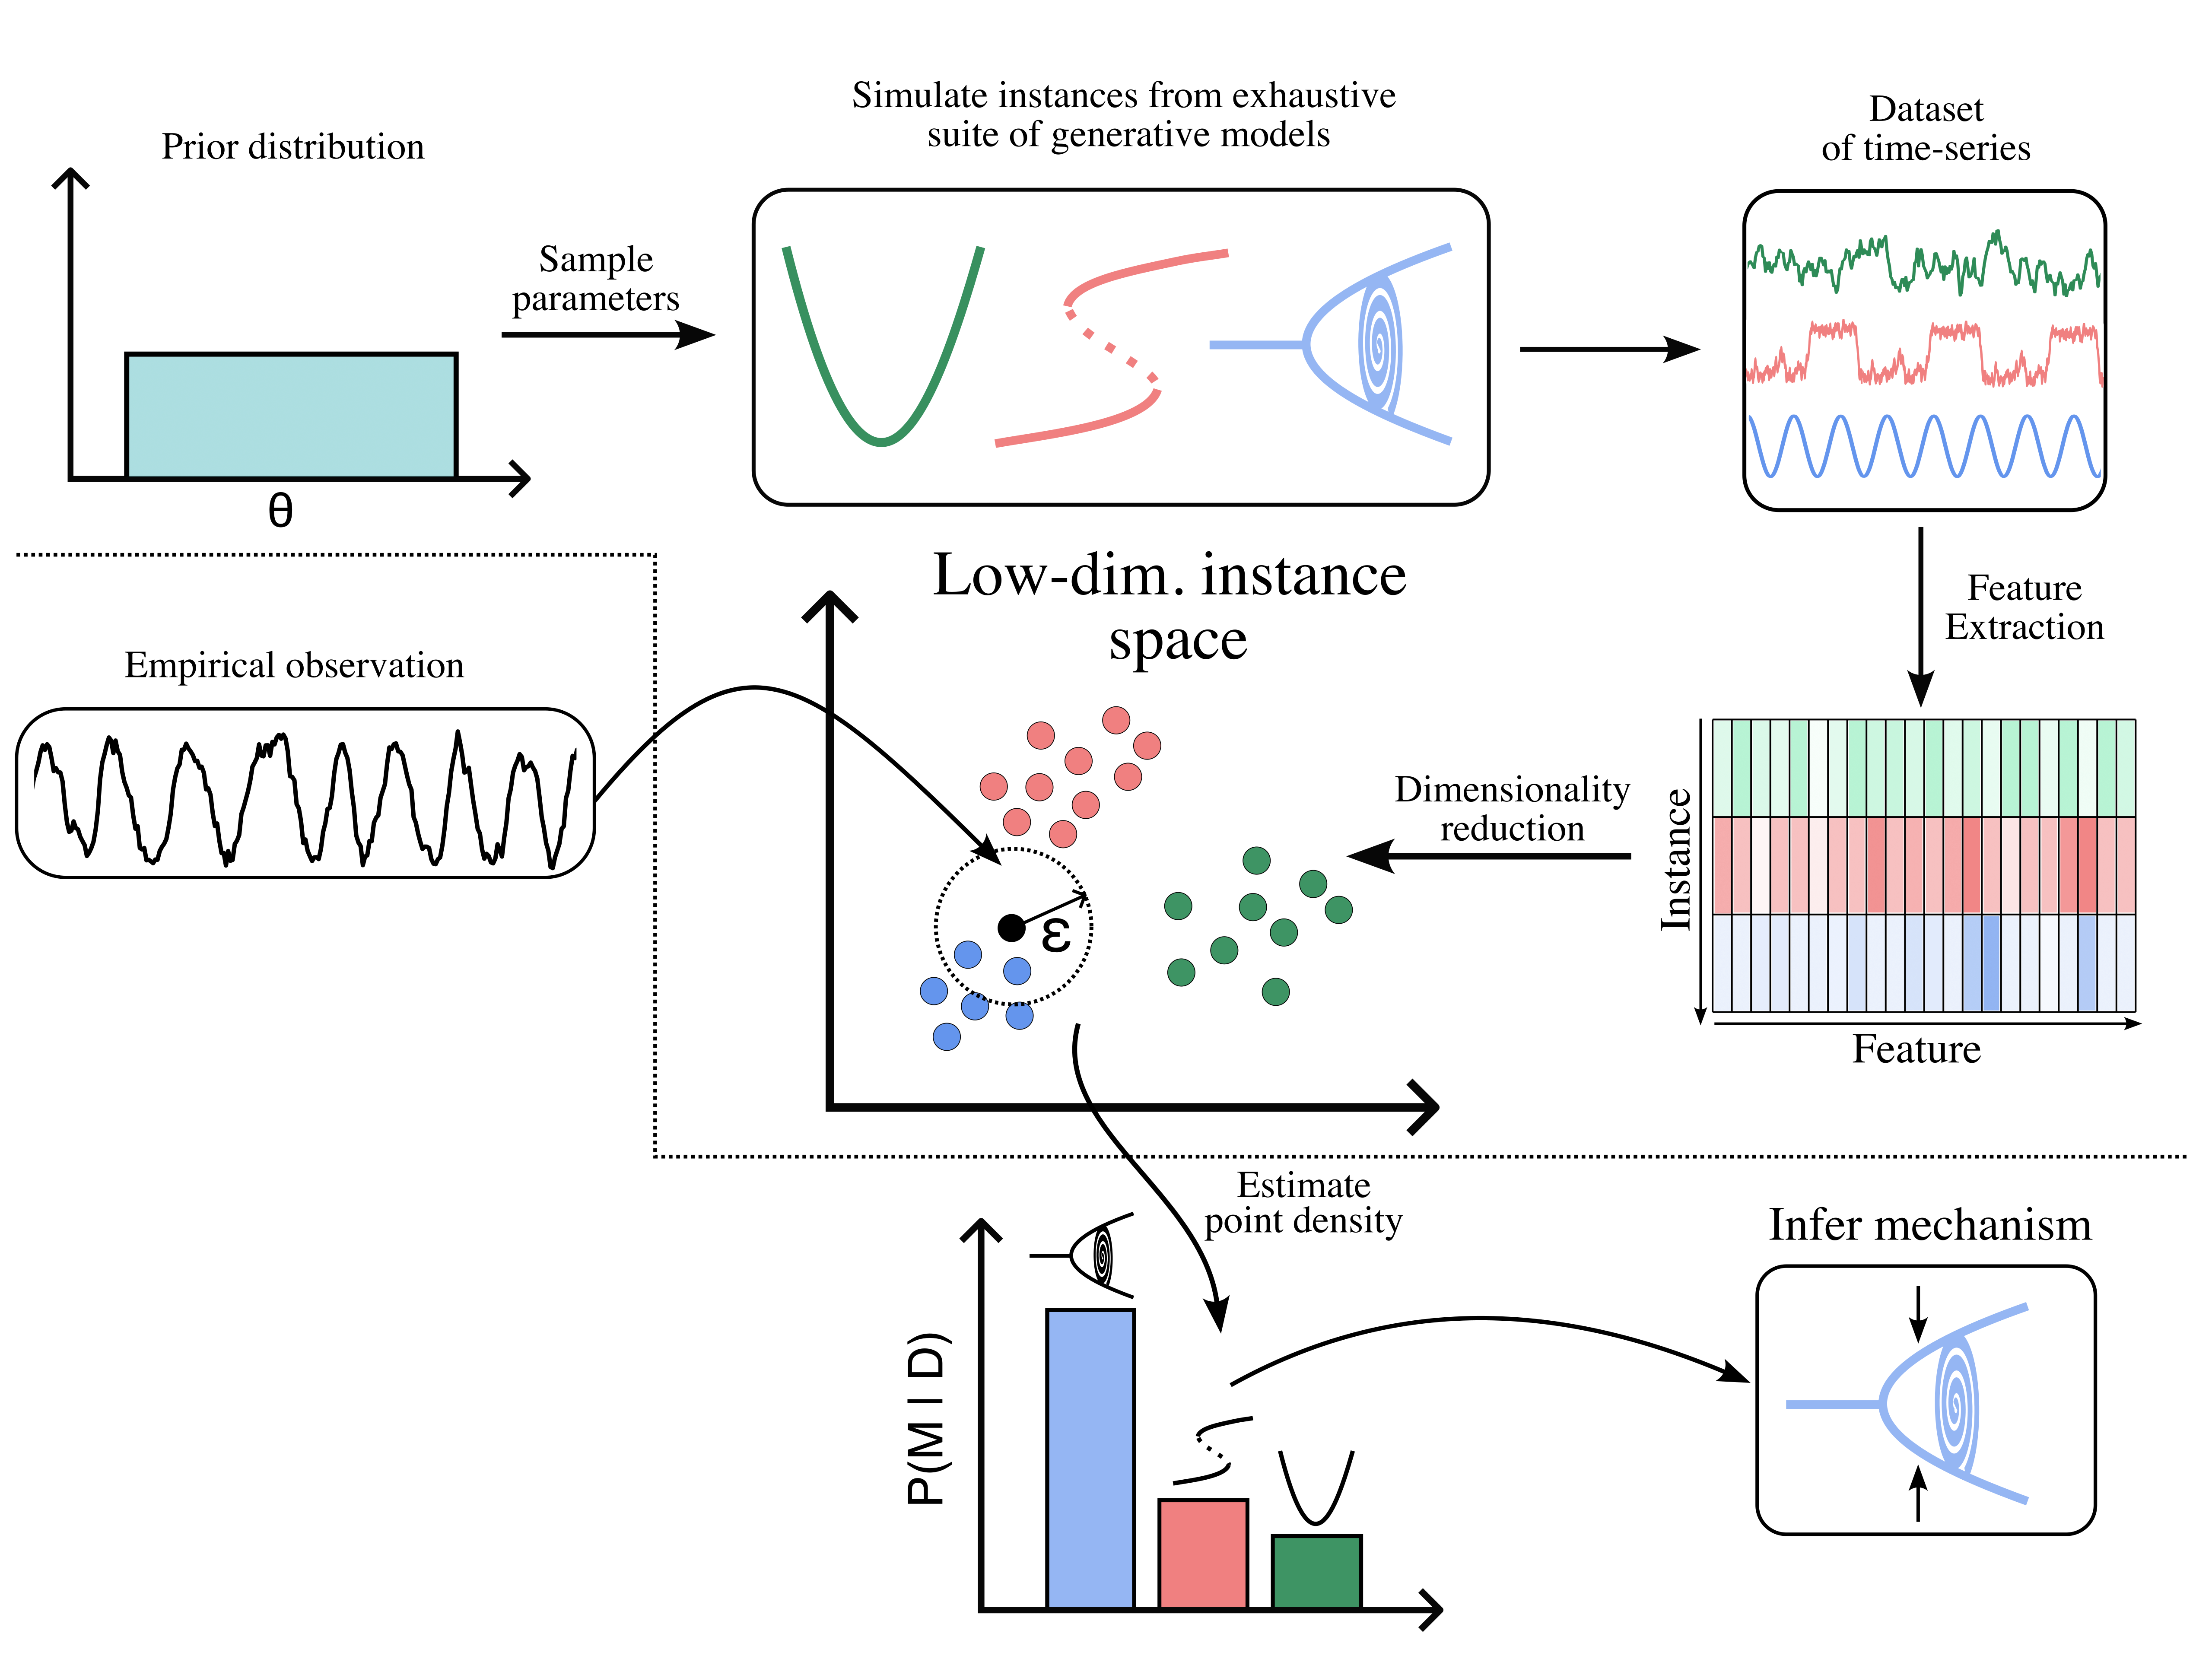 Prior distribution
θ
Sample
parameters
Simulate instances from exhaustive
suite of generative models
Dataset
of time-series
Feature
Extraction
Instance
Feature
Dimensionality
reduction
Low-dim. instance
space
ε
Empirical observation
Estimate
point density
P(M I D)
Infer mechanism